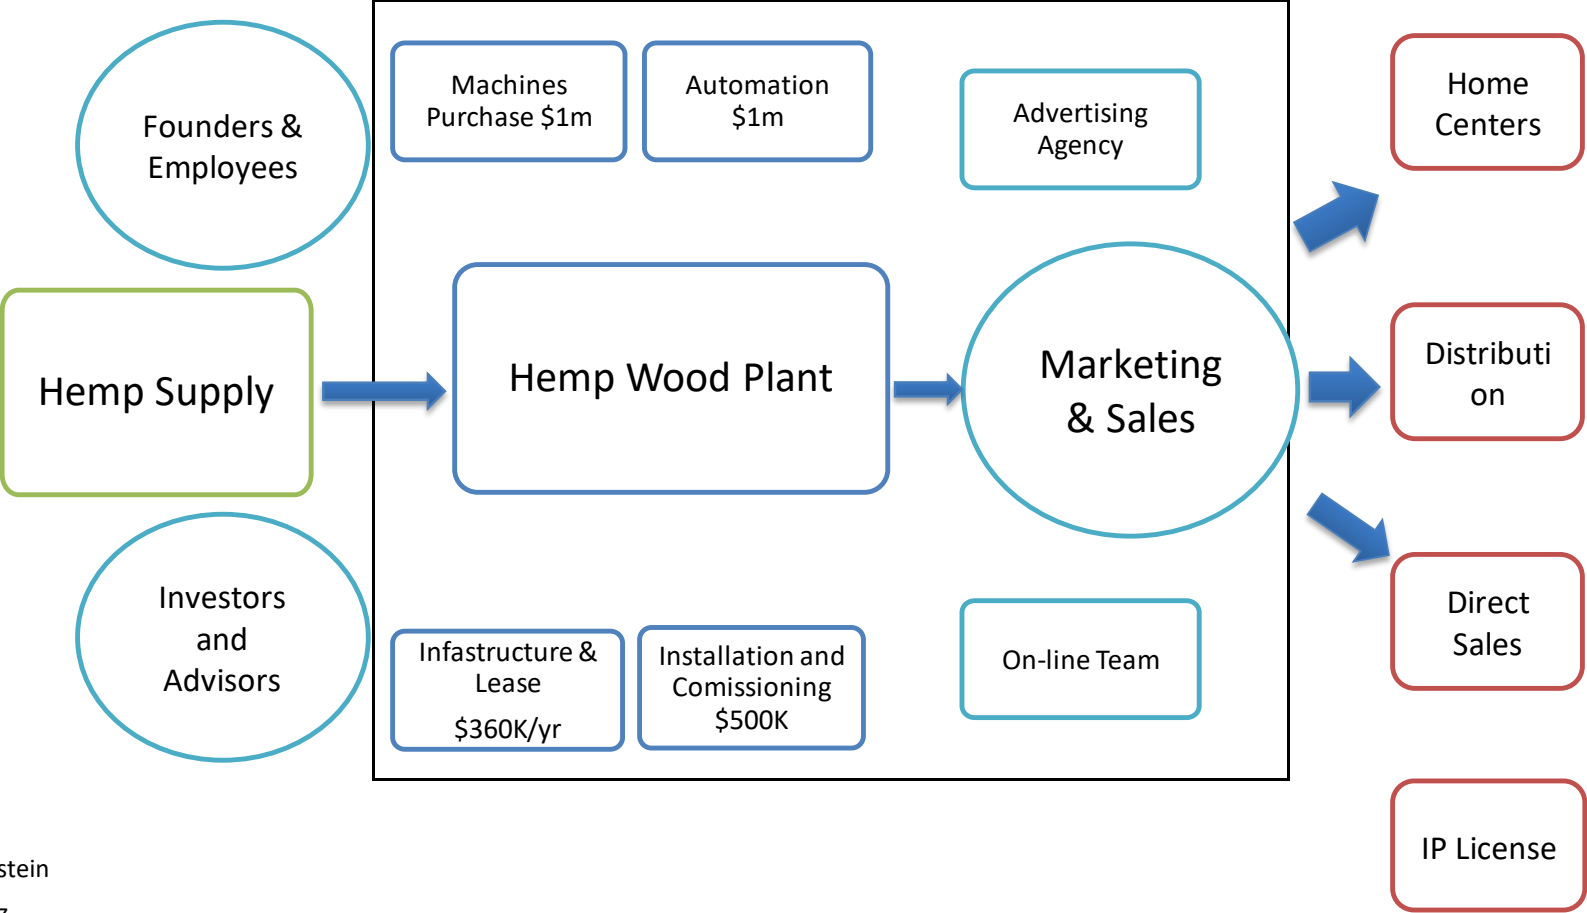 Founders &
Employees
Machines
Purchase $1m
Automation
$1m
Advertising
Agency
Home
Centers
Hemp Supply
Hemp Wood Plant
Marketing
& Sales
Distributi
on
Investors
and
Advisors
Infastructure &
Lease
$360K/yr
Installation and
Comissioning
$500K
On-line Team
Direct
Sales
IP License
stein